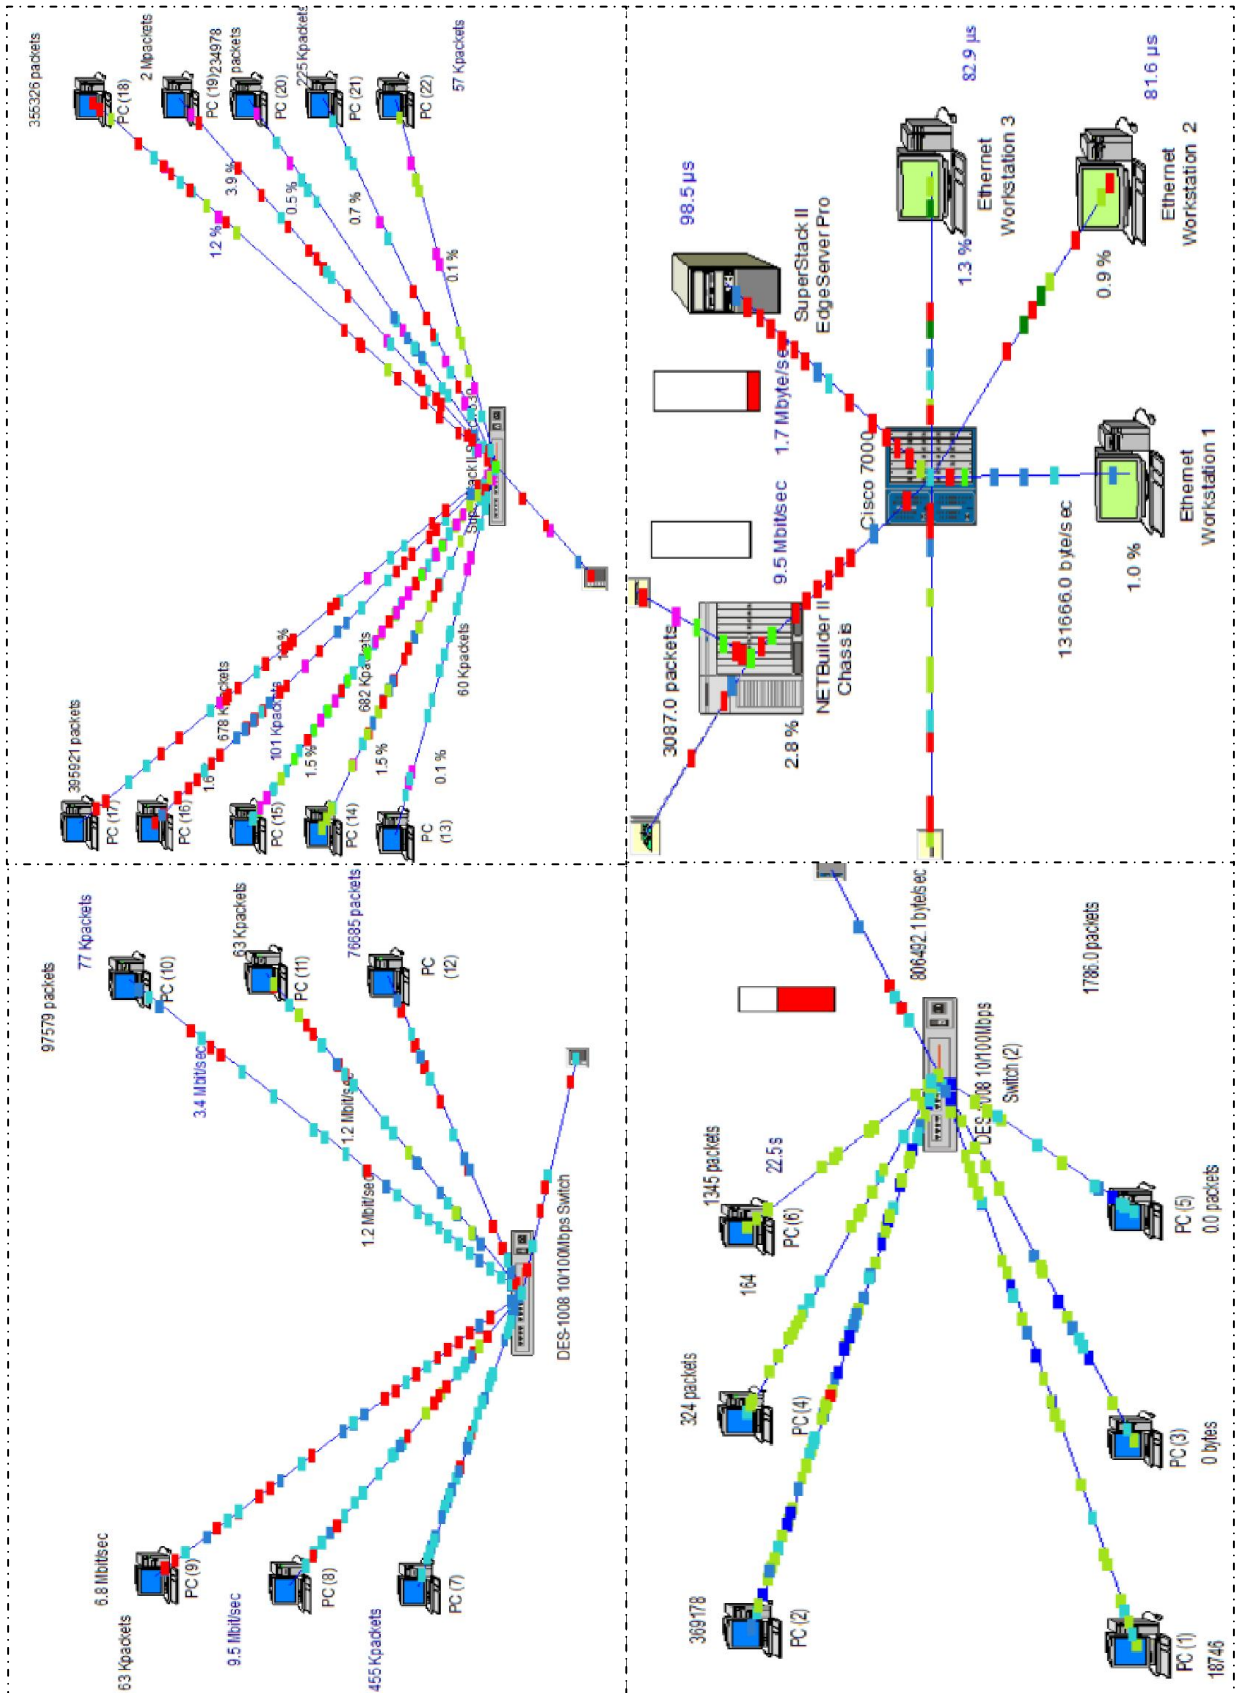 355326 packets
PC (18)
2 Mpackets
PC (19)
234978
packets
PC (20)
225 Kpackets
PC (21)
57 Kpackets
PC (22)
12 %
3.9 %
0.5 %
0.7 %
0.1 %
395921 packets
PC (17)
678 Kpackets
PC (16)
1.6
101 Kpackets
PC (15)
1.5 %
682 Kpackets
PC (14)
1.5 %
60 Kpackets
PC
(13)
0.1 %
98.5 µs
SuperStack II
EdgeServer Pro
82.9 µs
Ethernet
Workstation 3
1.3 %
81.6 µs
Ethernet
Workstation 2
0.9 %
1.7 Mbyte/sec
Cisco 7000
9.5 Mbit/sec
3087.0 packets
NETBuilder II
Chassis
2.8 %
131666.0 byte/sec
Ethernet
Workstation 1
1.0 %
97579 packets
77 Kpackets
PC (10)
63 Kpackets
PC (11)
76685 packets
PC
(12)
3.4 Mbit/sec
1.2 Mbit/sec
1.2 Mbit/sec
DES-1008 10/100Mbps Switch
6.8 Mbit/sec
PC (9)
63 Kpackets
9.5 Mbit/sec
PC (8)
455 Kpackets
PC (7)
806492.1 byte/sec
1786.0 packets
DES-1008 10/100Mbps
Switch (2)
1345 packets
22.5 s
PC (6)
164
324 packets
PC (4)
369178
PC (2)
PC (5)
0.0 packets
PC (3)
0 bytes
PC (1)
18746